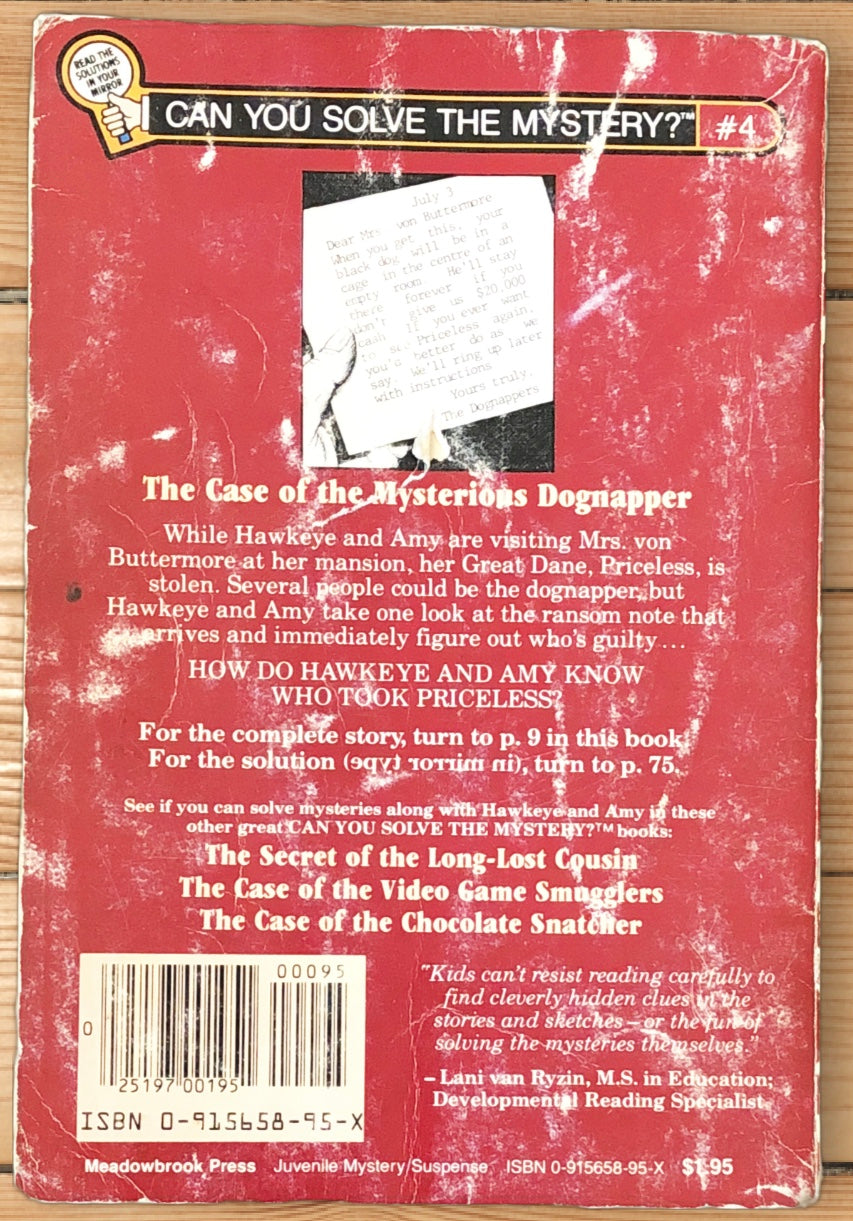 READ THE
SOLUTIONS
IN YOUR
MIRROR
CAN YOU SOLVE THE MYSTERY?™ #4
July 3
Dear Mrs. von Buttermore
When you get this, your
black dog will be in a
cage in the centre of an
empty room. He'll stay
there forever if you
don't give us $20,000
cash. If you ever want
to see Priceless again,
you'd better do as we
say. We'll ring up later
with instructions
Yours truly,
The Dognappers
The Case of the Mysterious Dognapper
While Hawkeye and Amy are visiting Mrs. von
Buttermore at her mansion, her Great Dane, Priceless, is
stolen. Several people could be the dognapper, but
Hawkeye and Amy take one look at the ransom note that
arrives and immediately figure out who's guilty...
HOW DO HAWKEYE AND AMY KNOW
WHO TOOK PRICELESS?
For the complete story, turn to p. 9 in this book.
For the solution (in mirror type), turn to p. 75.
See if you can solve mysteries along with Hawkeye and Amy in these
other great CAN YOU SOLVE THE MYSTERY?™ books:
The Secret of the Long-Lost Cousin
The Case of the Video Game Smugglers
The Case of the Chocolate Snatcher
"Kids can't resist reading carefully to
find cleverly hidden clues in the
stories and sketches – or the fun of
solving the mysteries themselves."
– Lani van Ryzin, M.S. in Education;
Developmental Reading Specialist.
00095
0 25197 00195
ISBN 0-915658-95-X
Meadowbrook Press Juvenile Mystery/Suspense ISBN 0-915658-95-X $1.95